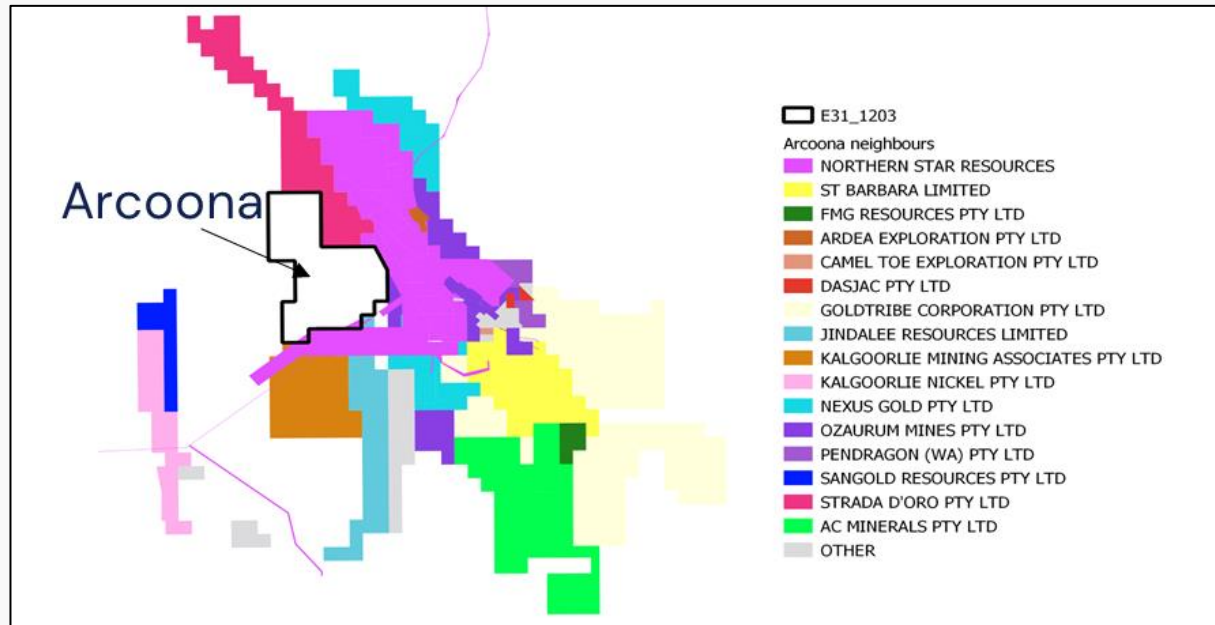 Arcoona
E31_1203
Arcoona neighbours
NORTHERN STAR RESOURCES
ST BARBARA LIMITED
FMG RESOURCES PTY LTD
ARDEA EXPLORATION PTY LTD
CAMEL TOE EXPLORATION PTY LTD
DASJAC PTY LTD
GOLDTRIBE CORPORATION PTY LTD
JINDALEE RESOURCES LIMITED
KALGOORLIE MINING ASSOCIATES PTY LTD
KALGOORLIE NICKEL PTY LTD
NEXUS GOLD PTY LTD
OZAURUM MINES PTY LTD
PENDRAGON (WA) PTY LTD
SANGOLD RESOURCES PTY LTD
STRADA D'ORO PTY LTD
AC MINERALS PTY LTD
OTHER